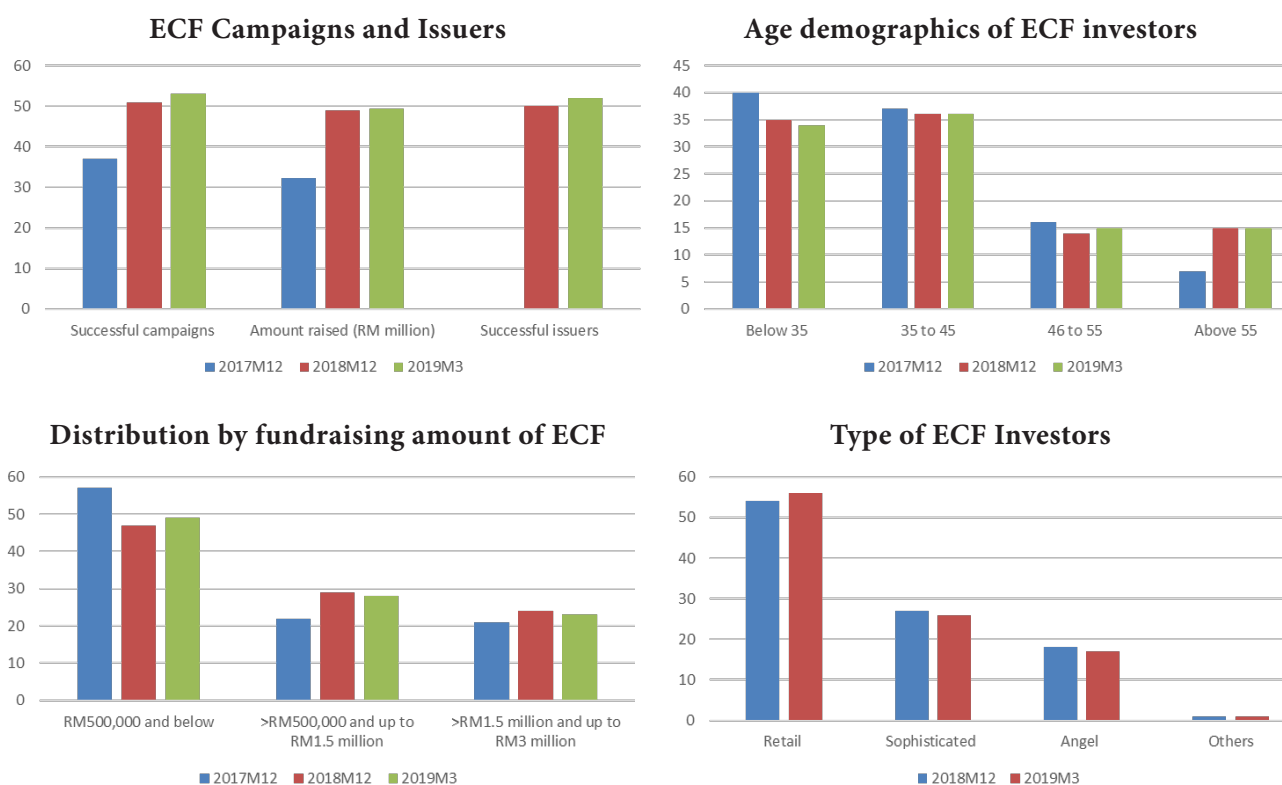 ECF Campaigns and Issuers
60
50
40
30
20
10
0
Successful campaigns
Amount raised (RM million)
Successful issuers
2017M12 2018M12 2019M3
Age demographics of ECF investors
45
40
35
30
25
20
15
10
5
0
Below 35
35 to 45
46 to 55
Above 55
2017M12 2018M12 2019M3
Distribution by fundraising amount of ECF
60
50
40
30
20
10
0
RM500,000 and below
>RM500,000 and up to
RM1.5 million
>RM1.5 million and up to
RM3 million
2017M12 2018M12 2019M3
Type of ECF Investors
60
50
40
30
20
10
0
Retail
Sophisticated
Angel
Others
2018M12 2019M3